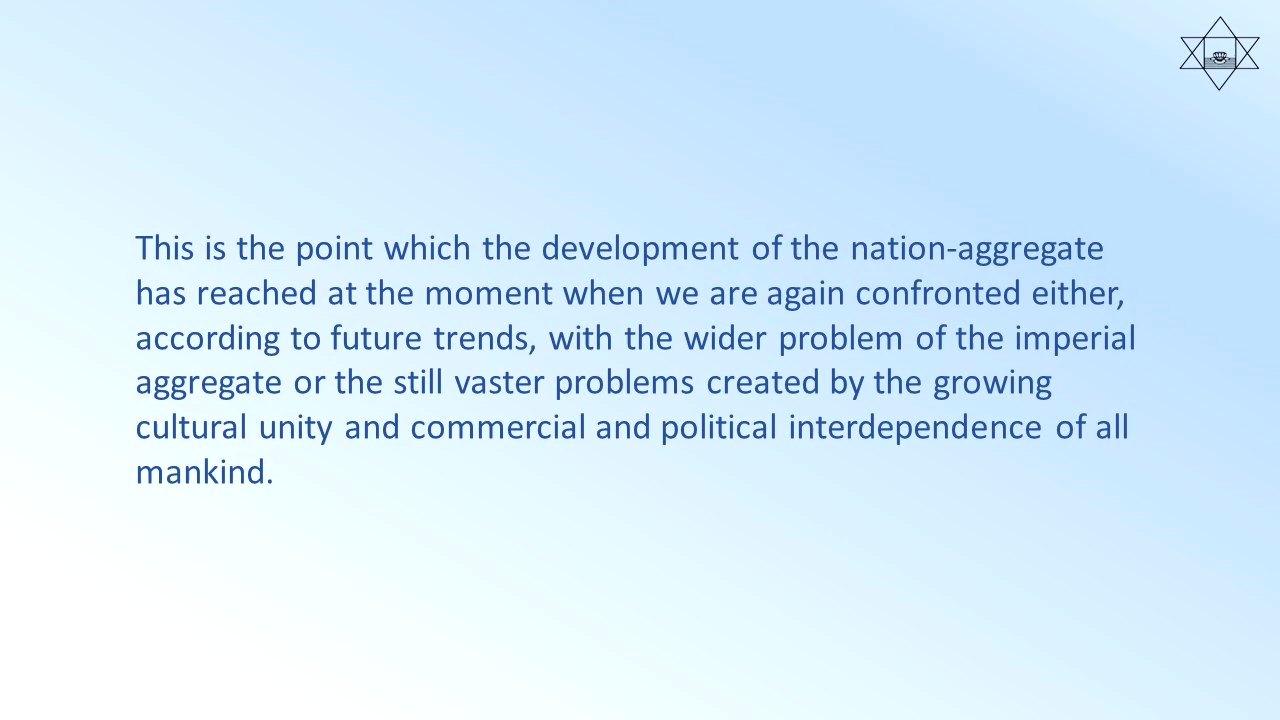 This is the point which the development of the nation-aggregate
has reached at the moment when we are again confronted either,
according to future trends, with the wider problem of the imperial
aggregate or the still vaster problems created by the growing
cultural unity and commercial and political interdependence of all
mankind.